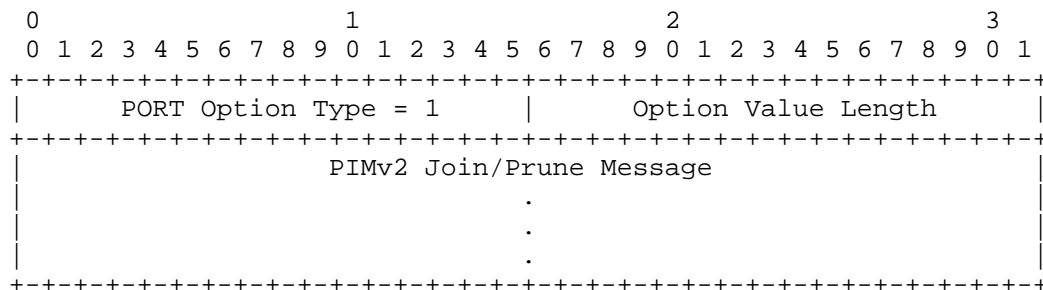 0                   1                   2                   3
 0 1 2 3 4 5 6 7 8 9 0 1 2 3 4 5 6 7 8 9 0 1 2 3 4 5 6 7 8 9 0 1
+-+-+-+-+-+-+-+-+-+-+-+-+-+-+-+-+-+-+-+-+-+-+-+-+-+-+-+-+-+-+-+-+
|      PORT Option Type = 1     |      Option Value Length      |
+-+-+-+-+-+-+-+-+-+-+-+-+-+-+-+-+-+-+-+-+-+-+-+-+-+-+-+-+-+-+-+-+
|                   PIMv2 Join/Prune Message                    |
|                               .                               |
|                               .                               |
|                               .                               |
+-+-+-+-+-+-+-+-+-+-+-+-+-+-+-+-+-+-+-+-+-+-+-+-+-+-+-+-+-+-+-+-+